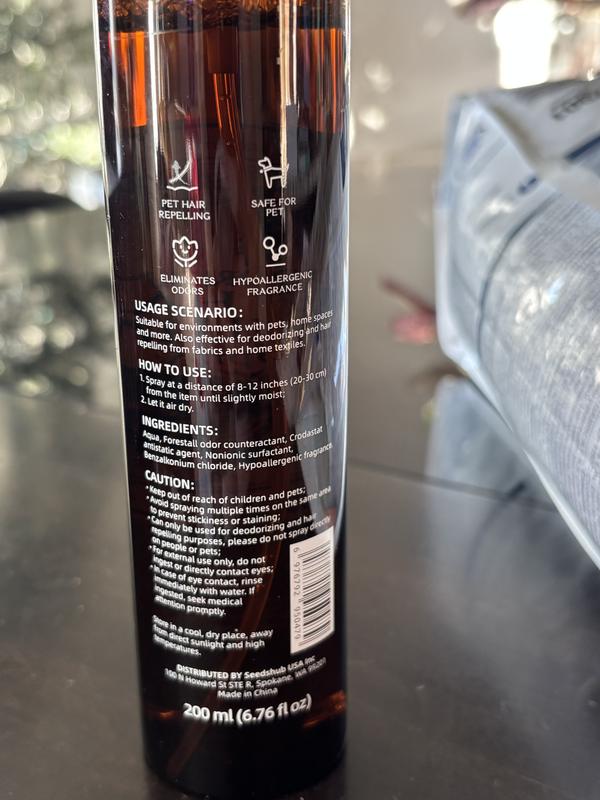 PET HAIR
REPELLING
SAFE FOR
PET
ELIMINATES
ODORS
HYPOALLERGENIC
FRAGRANCE
USAGE SCENARIO:
Suitable for environments with pets, home spaces
and more. Also effective for deodorizing and hair
repelling from fabrics and home textiles.
HOW TO USE:
1. Spray at a distance of 8-12 inches (20-30 cm)
from the item until slightly moist;
2. Let it air dry.
INGREDIENTS:
Aqua, Forestall odor counteractant, Crodastat
antistatic agent, Nonionic surfactant,
Benzalkonium chloride, Hypoallergenic fragrance
CAUTION:
•Keep out of reach of children and pets;
•Avoid spraying multiple times on the same area
to prevent stickiness or staining;
•Can only be used for deodorizing and hair
repelling purposes, please do not spray directly
on people or pets;
•For external use only, do not
ingest or directly contact eyes;
•In case of eye contact, rinse
immediately with water. If
ingested, seek medical
attention promptly.
Store in a cool, dry place, away
from direct sunlight and high
temperatures.
6 976792 950479
DISTRIBUTED BY Seedshub USA Inc
100 N Howard St STE R, Spokane, WA 99201
Made in China
200 ml (6.76 fl oz)